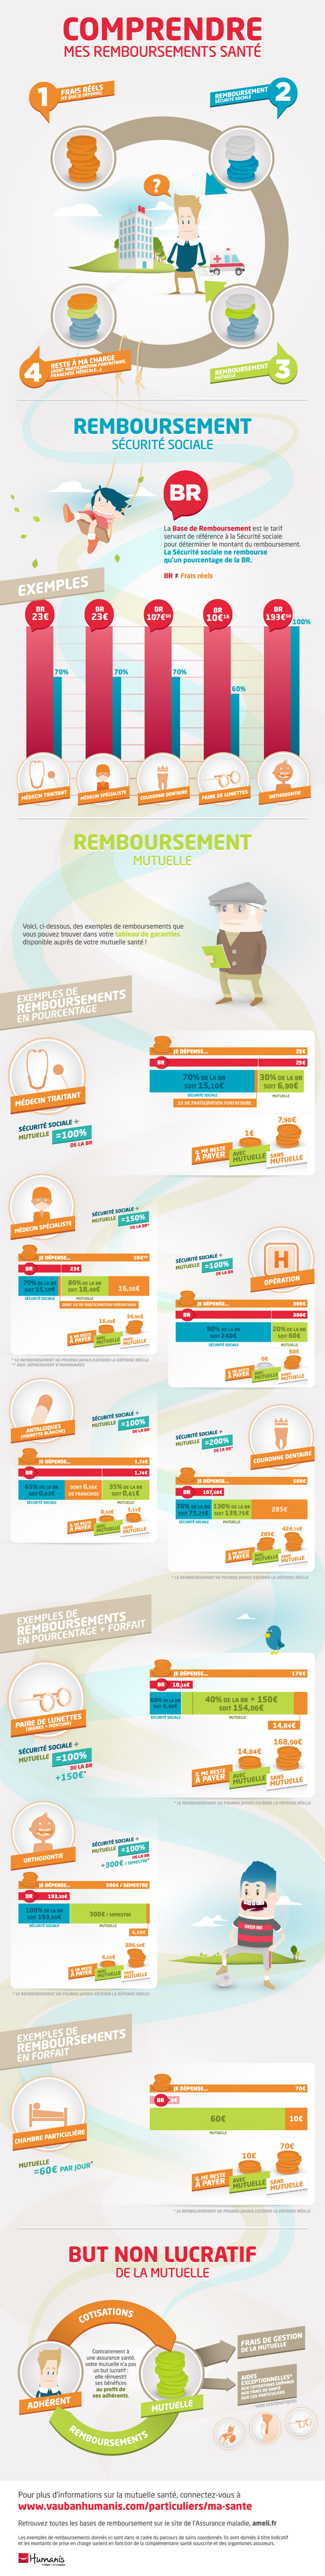 COMPRENDRE
MES REMBOURSEMENTS SANTÉ
1
FRAIS RÉELS
(CE QUE JE DÉPENSE)
REMBOURSEMENT
SÉCURITÉ SOCIALE
2
?
4
RESTE À MA CHARGE
(DONT PARTICIPATION FORFAITAIRE,
FRANCHISE MÉDICALE...)
REMBOURSEMENT
MUTUELLE
3
REMBOURSEMENT
SÉCURITÉ SOCIALE
BR
La Base de Remboursement est le tarif
servant de référence à la Sécurité sociale
pour déterminer le montant du remboursement.
La Sécurité sociale ne rembourse
qu'un pourcentage de la BR.
BR ≠ Frais réels
EXEMPLES
BR
23€
BR
23€
BR
107€50
BR
10€16
BR
193€50
100%
70%
70%
70%
60%
MÉDECIN TRAITANT
MÉDECIN SPÉCIALISTE
COURONNE DENTAIRE
PAIRE DE LUNETTES
ORTHODONTIE
REMBOURSEMENT
MUTUELLE
Voici, ci-dessous, des exemples de remboursements que
vous pouvez trouver dans votre tableau de garanties
disponible auprès de votre mutuelle santé !
EXEMPLES DE
REMBOURSEMENTS
EN POURCENTAGE
MÉDECIN TRAITANT
SÉCURITÉ SOCIALE +
MUTUELLE =100%
DE LA BR
JE DÉPENSE...
BR
70% DE LA BR
SOIT 15,10€
30% DE LA BR
SOIT 6,90€
SÉCURITÉ SOCIALE
MUTUELLE
1€ DE PARTICIPATION FORFAITAIRE
1€
7,90€
IL ME RESTE
À PAYER
AVEC
MUTUELLE
SANS
MUTUELLE
MÉDECIN SPÉCIALISTE
SÉCURITÉ SOCIALE +
MUTUELLE =150%
DE LA BR*
JE DÉPENSE...
50€**
BR
23€
70% DE LA BR
SOIT 15,10€
80% DE LA BR
SOIT 18,40€
16,50€
SÉCURITÉ SOCIALE
MUTUELLE
DONT 1€ DE PARTICIPATION FORFAITAIRE
16,50€
34,90€
IL ME RESTE
À PAYER
AVEC
MUTUELLE
SANS
MUTUELLE
* LE REMBOURSEMENT NE POURRA JAMAIS EXCÉDER LA DÉPENSE RÉELLE
** AVEC DÉPASSEMENT D'HONORAIRES
SÉCURITÉ SOCIALE +
MUTUELLE =100%
DE LA BR
H
OPÉRATION
JE DÉPENSE...
300€
BR
300€
80% DE LA BR
SOIT 240€
20% DE LA BR
SOIT 60€
SÉCURITÉ SOCIALE
MUTUELLE
0€
60€
IL ME RESTE
À PAYER
AVEC
MUTUELLE
SANS
MUTUELLE
ANTALGIQUES
(VIGNETTE BLANCHE)
SÉCURITÉ SOCIALE +
MUTUELLE =100%
DE LA BR
JE DÉPENSE...
1,74€
BR
1,74€
65% DE LA BR
SOIT 0,63€
DONT 0,50€
DE FRANCHISE
35% DE LA BR
SOIT 0,61€
SÉCURITÉ SOCIALE
MUTUELLE
0,50€
1,11€
IL ME RESTE
À PAYER
AVEC
MUTUELLE
SANS
MUTUELLE
SÉCURITÉ SOCIALE +
MUTUELLE =200%
DE LA BR*
COURONNE DENTAIRE
JE DÉPENSE...
500€
BR
107,50€
70% DE LA BR
SOIT 75,25€
130% DE LA BR
SOIT 139,75€
285€
SÉCURITÉ SOCIALE
MUTUELLE
285€
424,75€
IL ME RESTE
À PAYER
AVEC
MUTUELLE
SANS
MUTUELLE
* LE REMBOURSEMENT NE POURRA JAMAIS EXCÉDER LA DÉPENSE RÉELLE
EXEMPLES DE
REMBOURSEMENTS
EN POURCENTAGE + FORFAIT
PAIRE DE LUNETTES
(VERRES + MONTURE)
SÉCURITÉ SOCIALE +
MUTUELLE =100%
DE LA BR
+150€*
JE DÉPENSE...
175€
BR
10,16€
60% DE LA BR
SOIT 6,10€
40% DE LA BR + 150€
SOIT 154,06€
SÉCURITÉ SOCIALE
MUTUELLE
14,84€
14,84€
168,90€
IL ME RESTE
À PAYER
AVEC
MUTUELLE
SANS
MUTUELLE
* LE REMBOURSEMENT NE POURRA JAMAIS EXCÉDER LA DÉPENSE RÉELLE
ORTHODONTIE
SÉCURITÉ SOCIALE +
MUTUELLE =100%
DE LA BR
+300€ / SEMESTRE*
JE DÉPENSE...
500€ / SEMESTRE
BR
193,50€
100% DE LA BR
SOIT 193,50€
300€ / SEMESTRE
SÉCURITÉ SOCIALE
MUTUELLE
6,50€
6,50€
306,50€
IL ME RESTE
À PAYER
AVEC
MUTUELLE
SANS
MUTUELLE
* LE REMBOURSEMENT NE POURRA JAMAIS EXCÉDER LA DÉPENSE RÉELLE
EXEMPLES DE
REMBOURSEMENTS
EN FORFAIT
CHAMBRE PARTICULIÈRE
MUTUELLE
=60€ PAR JOUR*
JE DÉPENSE...
70€
BR
0€
60€
10€
MUTUELLE
10€
70€
IL ME RESTE
À PAYER
AVEC
MUTUELLE
SANS
MUTUELLE
* LE REMBOURSEMENT NE POURRA JAMAIS EXCÉDER LA DÉPENSE RÉELLE
BUT NON LUCRATIF
DE LA MUTUELLE
COTISATIONS
Contrairement à
une assurance santé,
votre mutuelle n'a pas
un but lucratif :
elle réinvestit
ses bénéfices
au profit de
ses adhérents.
ADHÉRENT
MUTUELLE
REMBOURSEMENTS
FRAIS DE GESTION
DE LA MUTUELLE
AIDES
EXCEPTIONNELLES*
Pour plus d'informations sur la mutuelle santé, connectez-vous à
www.vaubanhumanis.com/particuliers/ma-sante
Retrouvez toutes les bases de remboursement sur le site de l'Assurance maladie, ameli.fr
Les exemples de remboursements donnés ici sont dans le cadre du parcours de soins coordonnés. Ils sont donnés à titre indicatif
et les montants de prise en charge varient en fonction de la complémentaire santé souscrite et des organismes assureurs.
Humanis